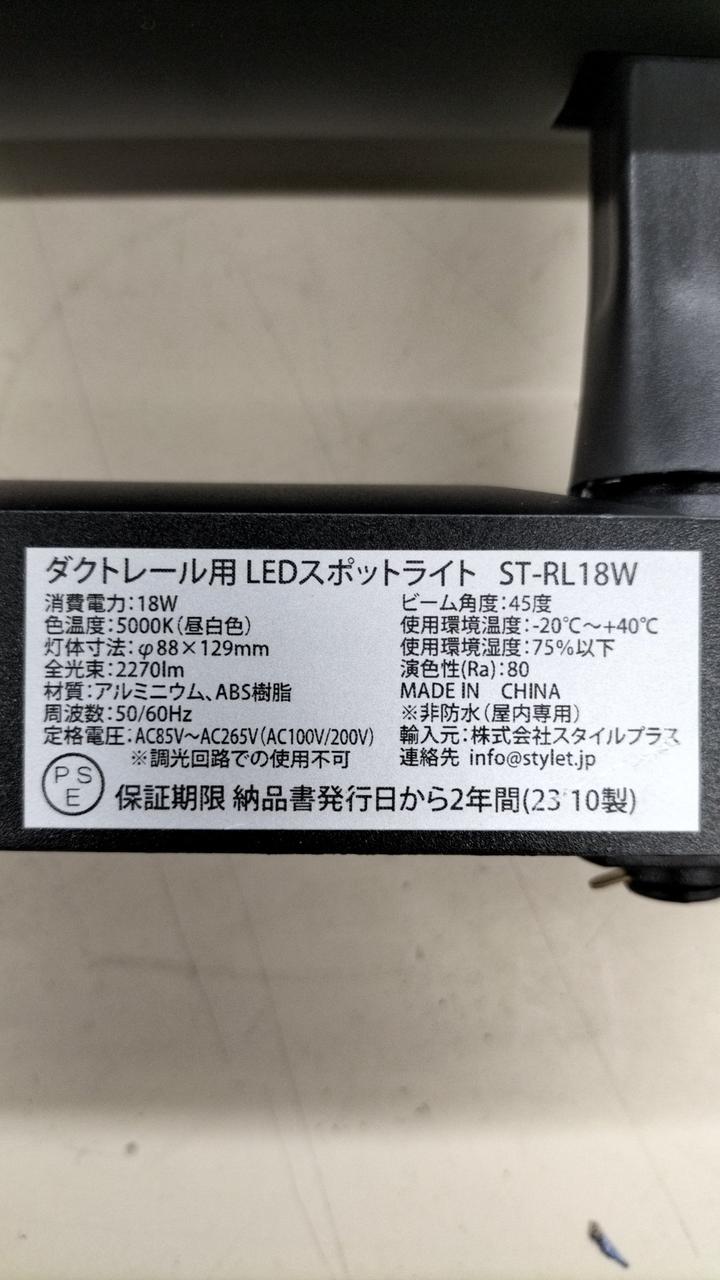 ダクトレール用 LEDスポットライト ST-RL18W
消費電力:18W
色温度:5000K(昼白色)
灯体寸法:φ88×129mm
全光束:2270lm
材質:アルミニウム、ABS樹脂
周波数:50/60Hz
定格電圧:AC85V～AC265V(AC100V/200V)
※調光回路での使用不可
ビーム角度:45度
使用環境温度:-20℃～+40℃
使用環境湿度:75%以下
演色性(Ra):80
MADE IN CHINA
※非防水(屋内専用)
輸入元:株式会社スタイルプラス
連絡先 info@stylet.jp
PS
E
保証期限 納品書発行日から2年間(23 10製)